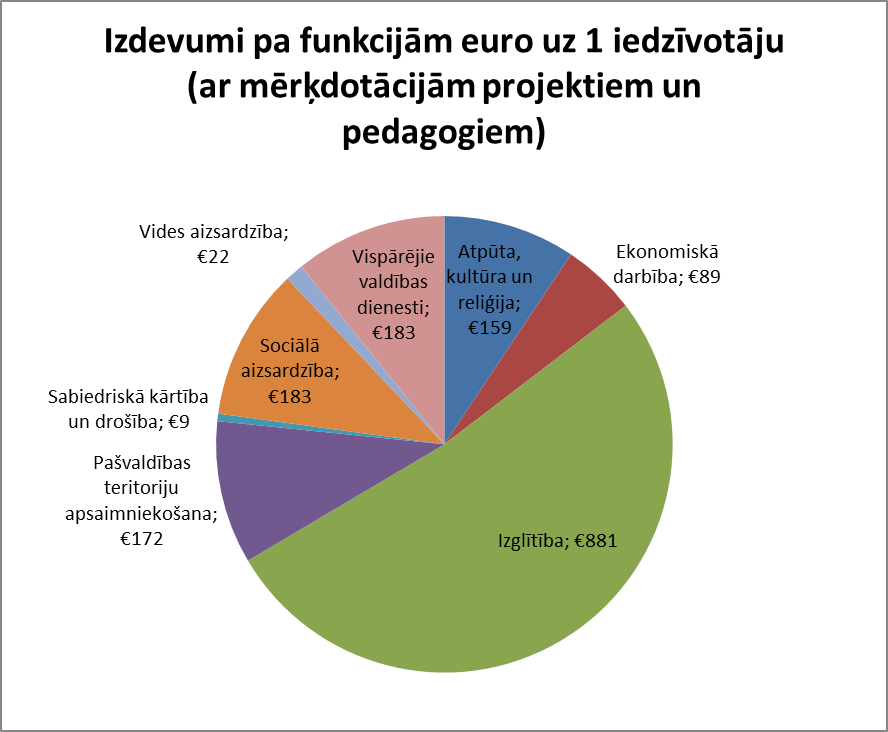 Izdevumi pa funkcijām euro uz 1 iedzīvotāju
(ar mērķdotācijām projektiem un
pedagogiem)
Vides aizsardzība;
€22
Vispārējie
valdības
dienesti;
€183
Atpūta,
kultūra un
reliģija;
€159
Ekonomiskā
darbība; €89
Sociālā
aizsardzība;
€183
Sabiedriskā kārtība
un drošība; €9
Pašvaldības
teritoriju
apsaimniekošana;
€172
Izglītība; €881